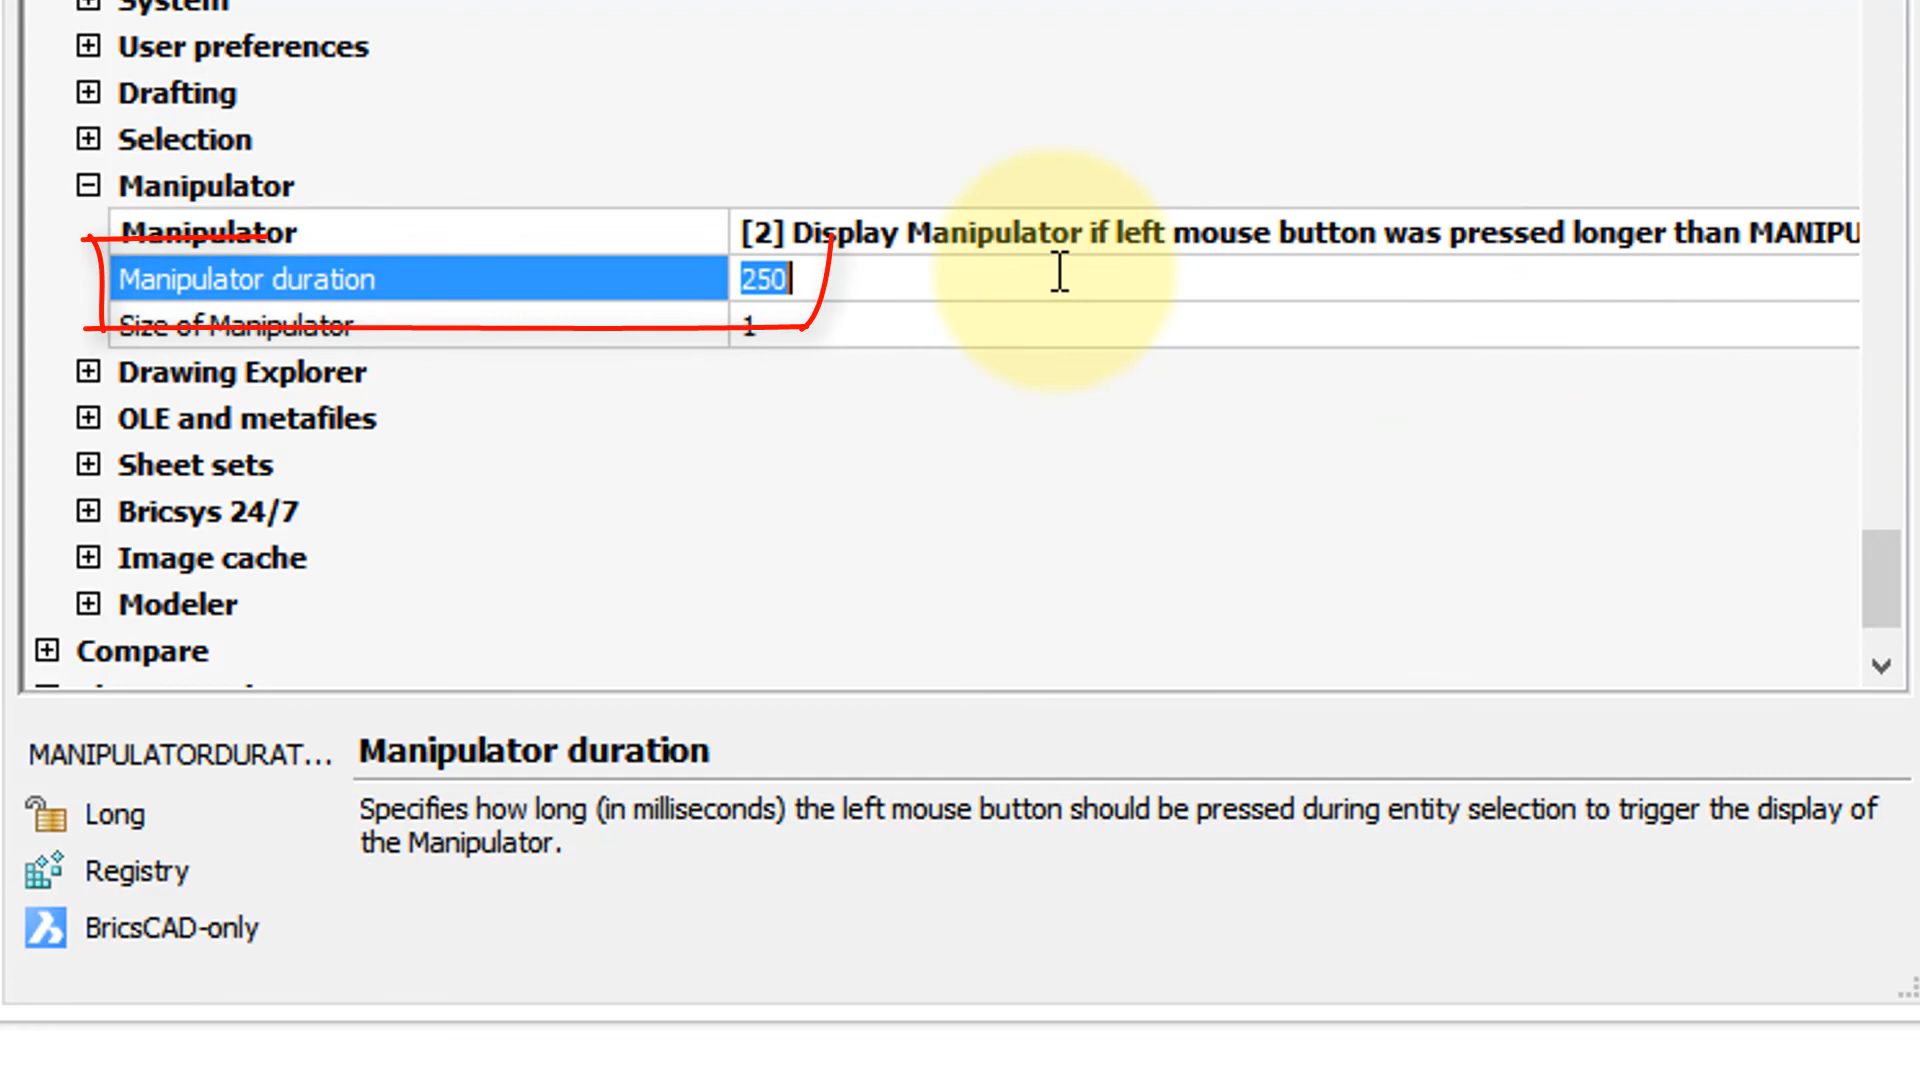 System
User preferences
Drafting
Selection
Manipulator
Manipulator [2] Display Manipulator if left mouse button was pressed longer than MANIPU
Manipulator duration 250
Size of Manipulator 1
Drawing Explorer
OLE and metafiles
Sheet sets
Bricsys 24/7
Image cache
Modeler
Compare
MANIPULATORDURAT... Manipulator duration
Long Specifies how long (in milliseconds) the left mouse button should be pressed during entity selection to trigger the display of
the Manipulator.
Registry
BricsCAD-only